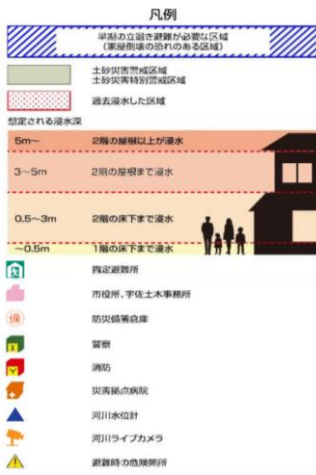 凡例
早期の立退き避難が必要な区域
(家屋倒壊の恐れのある区域)
土砂災害警戒区域
土砂災害特別警戒区域
過去浸水した区域
想定される浸水深
5m～ 2階の屋根以上が浸水
3～5m 2階の屋根まで浸水
0.5～3m 2階の床下まで浸水
～0.5m 1階の床下まで浸水
指定避難所
市役所、宇佐土木事務所
備 防災備蓄倉庫
警察
消防
災害拠点病院
河川水位計
河川ライブカメラ
避難時の危険箇所